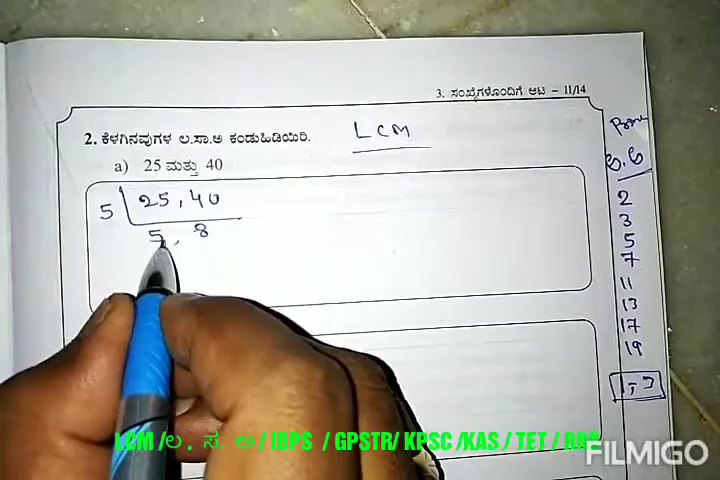 3. ಸಂಖ್ಯೆಗಳೊಂದಿಗೆ ಆಟ – 11/14
2. ಕೆಳಗಿನವುಗಳ ಲ.ಸಾ.ಅ ಕಂಡುಹಿಡಿಯಿರಿ. LCM
a) 25 ಮತ್ತು 40
5 25, 40
5, 8
2
3
5
7
11
13
17
19
LCM /ಲ . ಸ. ಅ / IBPS / GPSTR/ KPSC /KAS / TET / RRB
FILMIGO